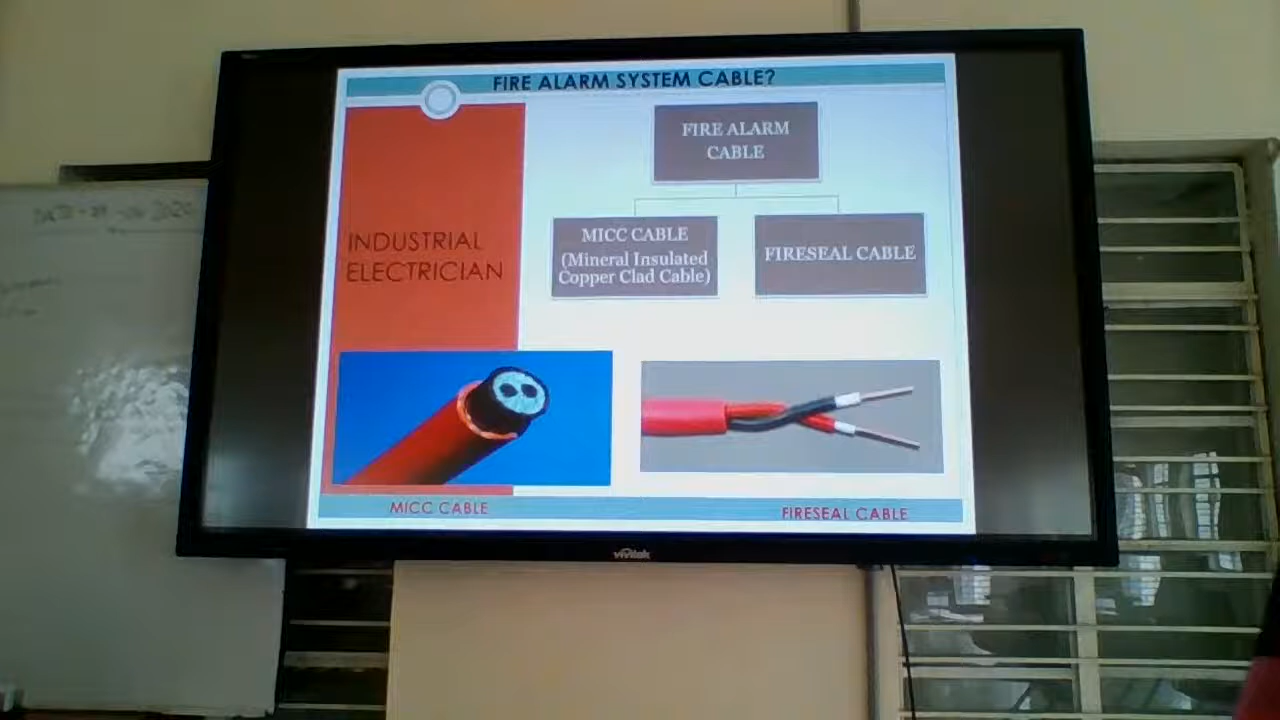 FIRE ALARM SYSTEM CABLE?
FIRE ALARM
CABLE
INDUSTRIAL
ELECTRICIAN
MICC CABLE
(Mineral Insulated
Copper Clad Cable)
FIRESEAL CABLE
MICC CABLE
FIRESEAL CABLE
vivitek